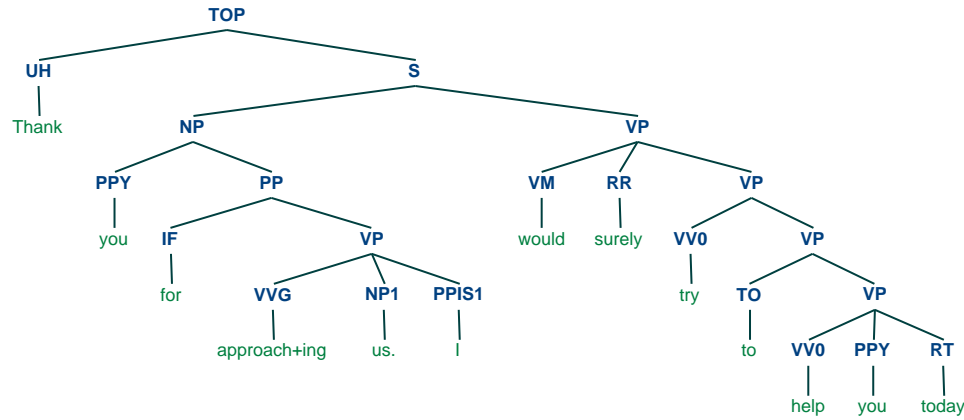 TOP
UH S
Thank NP VP
PPY PP VM RR VP
you IF VP would surely VV0 VP
for VVG NP1 PPIS1 try TO VP
approach+ing us. I to VV0 PPY RT
help you today